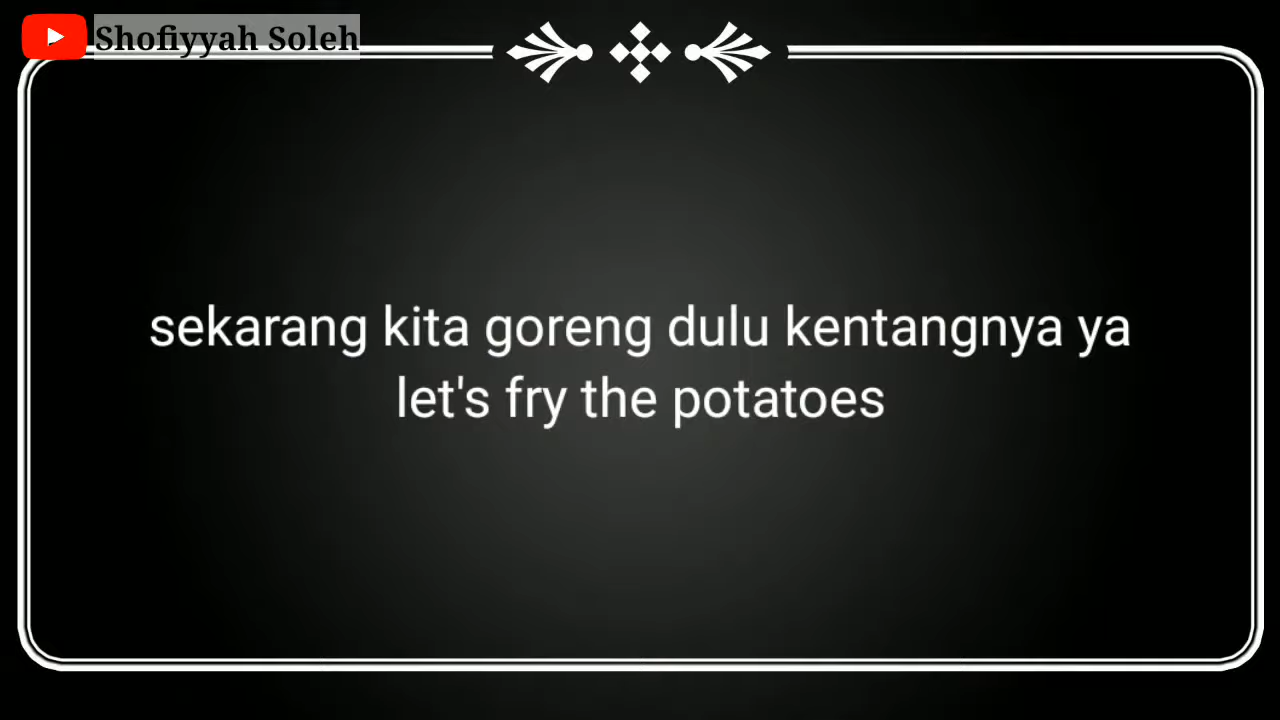 Shofiyyah Soleh
sekarang kita goreng dulu kentangnya ya
let's fry the potatoes